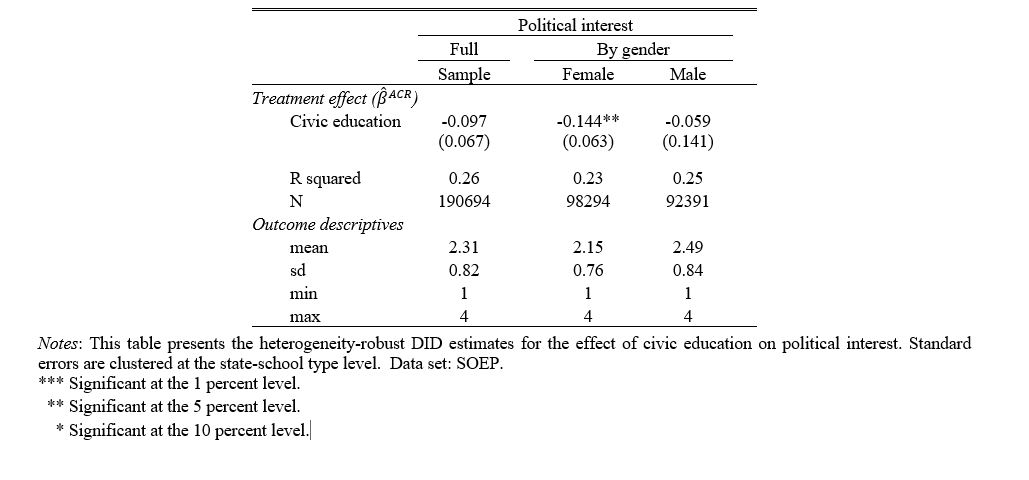 Political interest
Full By gender
Sample Female Male
Treatment effect (β̂ᴬᶜᴿ)
Civic education -0.097 -0.144** -0.059
(0.067) (0.063) (0.141)
R squared 0.26 0.23 0.25
N 190694 98294 92391
Outcome descriptives
mean 2.31 2.15 2.49
sd 0.82 0.76 0.84
min 1 1 1
max 4 4 4
Notes: This table presents the heterogeneity-robust DID estimates for the effect of civic education on political interest. Standard
errors are clustered at the state-school type level. Data set: SOEP.
*** Significant at the 1 percent level.
** Significant at the 5 percent level.
* Significant at the 10 percent level.